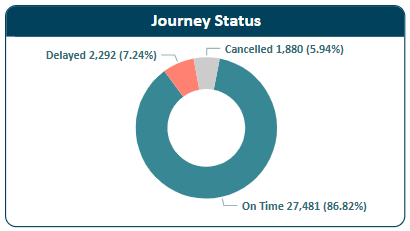 Journey Status
Delayed 2,292 (7.24%)
Cancelled 1,880 (5.94%)
On Time 27,481 (86.82%)